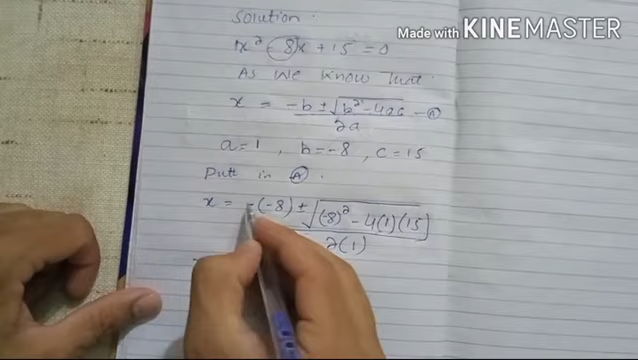 Made with KINEMASTER
Solution.
1x² - 8x + 15 = 0
As we know that.
x = -b ± √b² - 4ac / 2a - Ⓐ
a = 1 , b = -8 , c = 15
Putt in Ⓐ.
x = -(-8) ± √(-8)² - 4(1)(15) / 2(1)